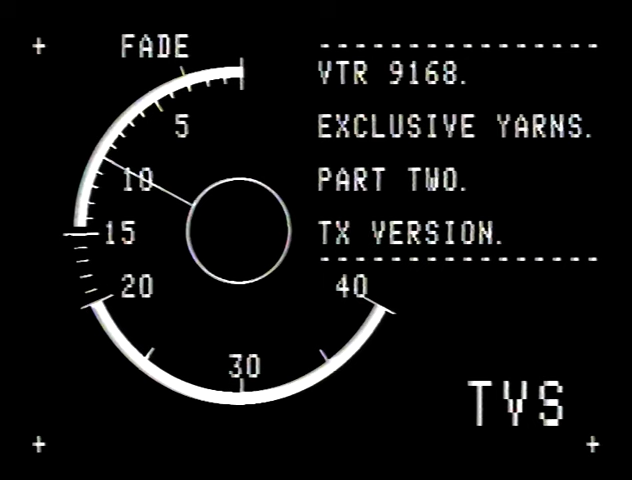 FADE
5
10
15
20
30
40
--------------
VTR 9168.
EXCLUSIVE YARNS.
PART TWO.
TX VERSION.
--------------
TVS